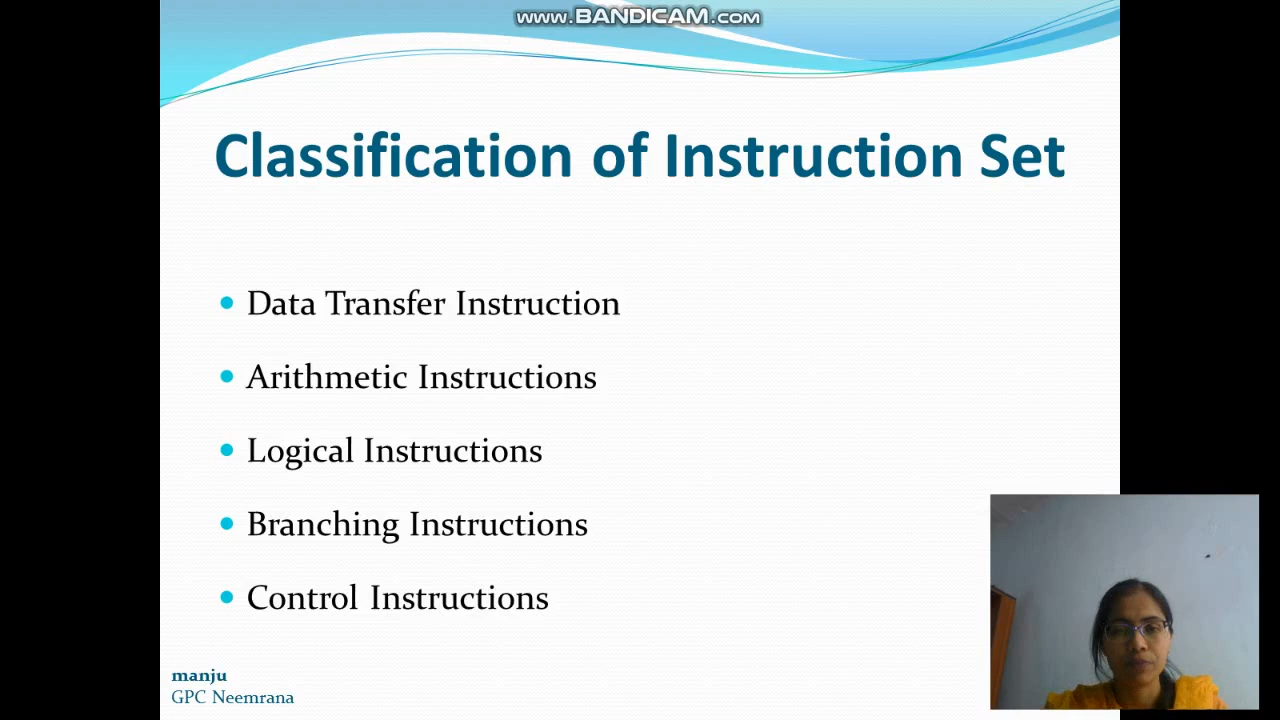 www.BANDICAM.com
Classification of Instruction Set
Data Transfer Instruction
Arithmetic Instructions
Logical Instructions
Branching Instructions
Control Instructions
manju
GPC Neemrana